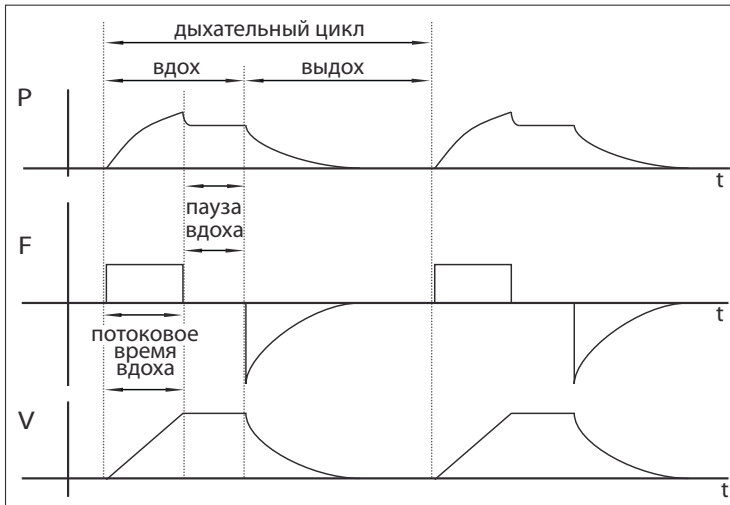 дыхательный цикл
вдох
выдох
P
t
пауза
вдоха
F
t
потоковое
время
вдоха
V
t